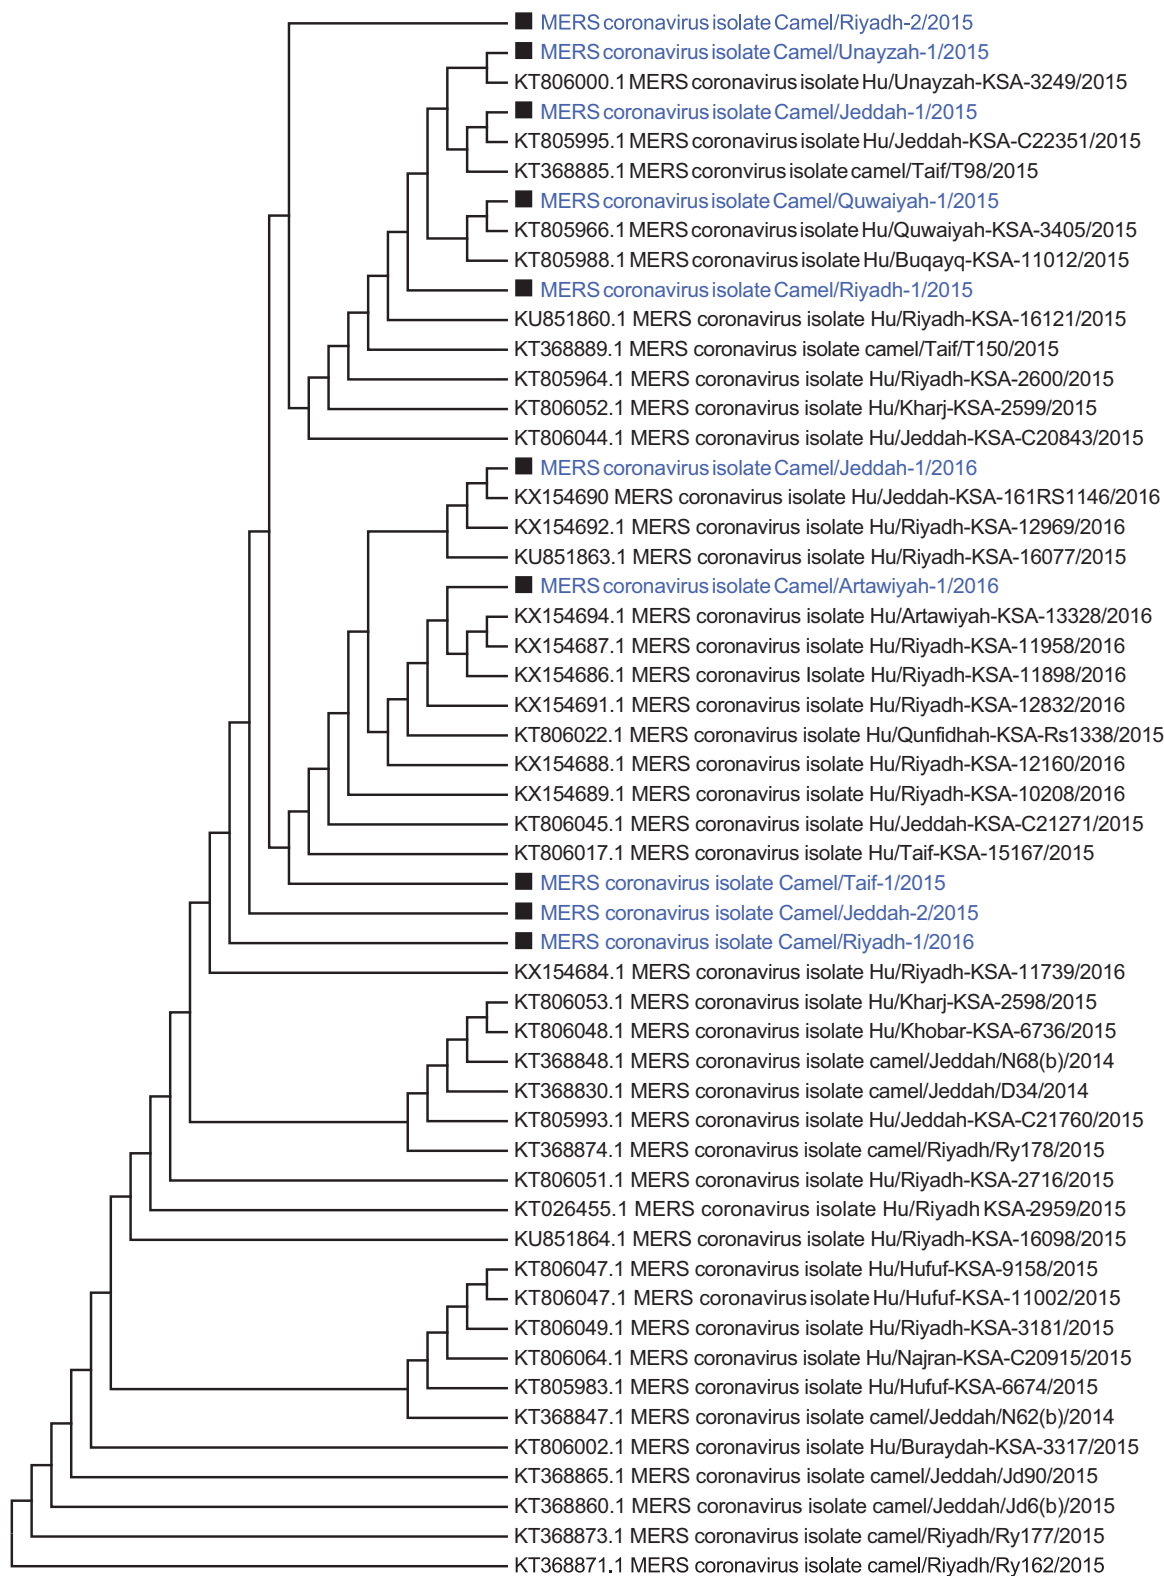 MERS coronavirus isolate Camel/Riyadh-2/2015
MERS coronavirus isolate Camel/Unayzah-1/2015
KT806000.1 MERS coronavirus isolate Hu/Unayzah-KSA-3249/2015
MERS coronavirus isolate Camel/Jeddah-1/2015
KT805995.1 MERS coronavirus isolate Hu/Jeddah-KSA-C22351/2015
KT368885.1 MERS coronvirus isolate camel/Taif/T98/2015
MERS coronavirus isolate Camel/Quwaiyah-1/2015
KT805966.1 MERS coronavirus isolate Hu/Quwaiyah-KSA-3405/2015
KT805988.1 MERS coronavirus isolate Hu/Buqayq-KSA-11012/2015
MERS coronavirus isolate Camel/Riyadh-1/2015
KU851860.1 MERS coronavirus isolate Hu/Riyadh-KSA-16121/2015
KT368889.1 MERS coronavirus isolate camel/Taif/T150/2015
KT805964.1 MERS coronavirus isolate Hu/Riyadh-KSA-2600/2015
KT806052.1 MERS coronavirus isolate Hu/Kharj-KSA-2599/2015
KT806044.1 MERS coronavirus isolate Hu/Jeddah-KSA-C20843/2015
MERS coronavirus isolate Camel/Jeddah-1/2016
KX154690 MERS coronavirus isolate Hu/Jeddah-KSA-161RS1146/2016
KX154692.1 MERS coronavirus isolate Hu/Riyadh-KSA-12969/2016
KU851863.1 MERS coronavirus isolate Hu/Riyadh-KSA-16077/2015
MERS coronavirus isolate Camel/Artawiyah-1/2016
KX154694.1 MERS coronavirus isolate Hu/Artawiyah-KSA-13328/2016
KX154687.1 MERS coronavirus isolate Hu/Riyadh-KSA-11958/2016
KX154686.1 MERS coronavirus Isolate Hu/Riyadh-KSA-11898/2016
KX154691.1 MERS coronavirus isolate Hu/Riyadh-KSA-12832/2016
KT806022.1 MERS coronavirus isolate Hu/Qunfidhah-KSA-Rs1338/2015
KX154688.1 MERS coronavirus isolate Hu/Riyadh-KSA-12160/2016
KX154689.1 MERS coronavirus isolate Hu/Riyadh-KSA-10208/2016
KT806045.1 MERS coronavirus isolate Hu/Jeddah-KSA-C21271/2015
KT806017.1 MERS coronavirus isolate Hu/Taif-KSA-15167/2015
MERS coronavirus isolate Camel/Taif-1/2015
MERS coronavirus isolate Camel/Jeddah-2/2015
MERS coronavirus isolate Camel/Riyadh-1/2016
KX154684.1 MERS coronavirus isolate Hu/Riyadh-KSA-11739/2016
KT806053.1 MERS coronavirus isolate Hu/Kharj-KSA-2598/2015
KT806048.1 MERS coronavirus isolate Hu/Khobar-KSA-6736/2015
KT368848.1 MERS coronavirus isolate camel/Jeddah/N68(b)/2014
KT368830.1 MERS coronavirus isolate camel/Jeddah/D34/2014
KT805993.1 MERS coronavirus isolate Hu/Jeddah-KSA-C21760/2015
KT368874.1 MERS coronavirus isolate camel/Riyadh/Ry178/2015
KT806051.1 MERS coronavirus isolate Hu/Riyadh-KSA-2716/2015
KT026455.1 MERS coronavirus isolate Hu/Riyadh KSA-2959/2015
KU851864.1 MERS coronavirus isolate Hu/Riyadh-KSA-16098/2015
KT806047.1 MERS coronavirus isolate Hu/Hufuf-KSA-9158/2015
KT806047.1 MERS coronavirus isolate Hu/Hufuf-KSA-11002/2015
KT806049.1 MERS coronavirus isolate Hu/Riyadh-KSA-3181/2015
KT806064.1 MERS coronavirus isolate Hu/Najran-KSA-C20915/2015
KT805983.1 MERS coronavirus isolate Hu/Hufuf-KSA-6674/2015
KT368847.1 MERS coronavirus isolate camel/Jeddah/N62(b)/2014
KT806002.1 MERS coronavirus isolate Hu/Buraydah-KSA-3317/2015
KT368865.1 MERS coronavirus isolate camel/Jeddah/Jd90/2015
KT368860.1 MERS coronavirus isolate camel/Jeddah/Jd6(b)/2015
KT368873.1 MERS coronavirus isolate camel/Riyadh/Ry177/2015
KT368871.1 MERS coronavirus isolate camel/Riyadh/Ry162/2015